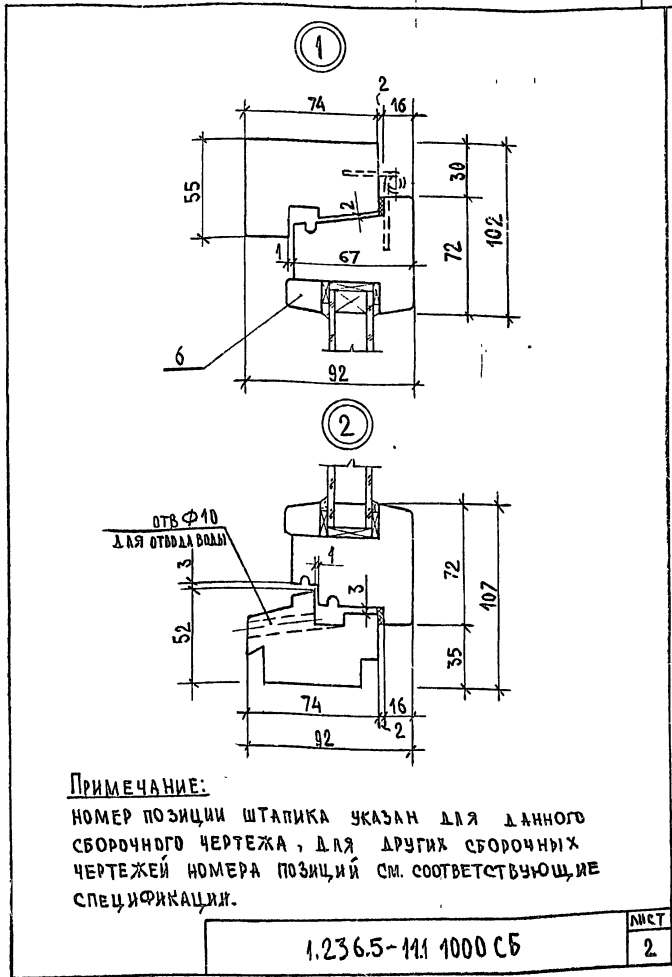 1
2
74
16
55
30
2
102
1
67
72
6
92
2
ОТВ Ф10
ДЛЯ ОТВОДА ВОДЫ
1
3
3
72
107
52
35
74
16
2
92
ПРИМЕЧАНИЕ:
НОМЕР ПОЗИЦИИ ШТАПИКА УКАЗАН ДЛЯ ДАННОГО
СБОРОЧНОГО ЧЕРТЕЖА, ДЛЯ ДРУГИХ СБОРОЧНЫХ
ЧЕРТЕЖЕЙ НОМЕРА ПОЗИЦИЙ СМ. СООТВЕТСТВУЮЩИЕ
СПЕЦИФИКАЦИИ.
1.236.5-11.1 1000 СБ
ЛИСТ
2